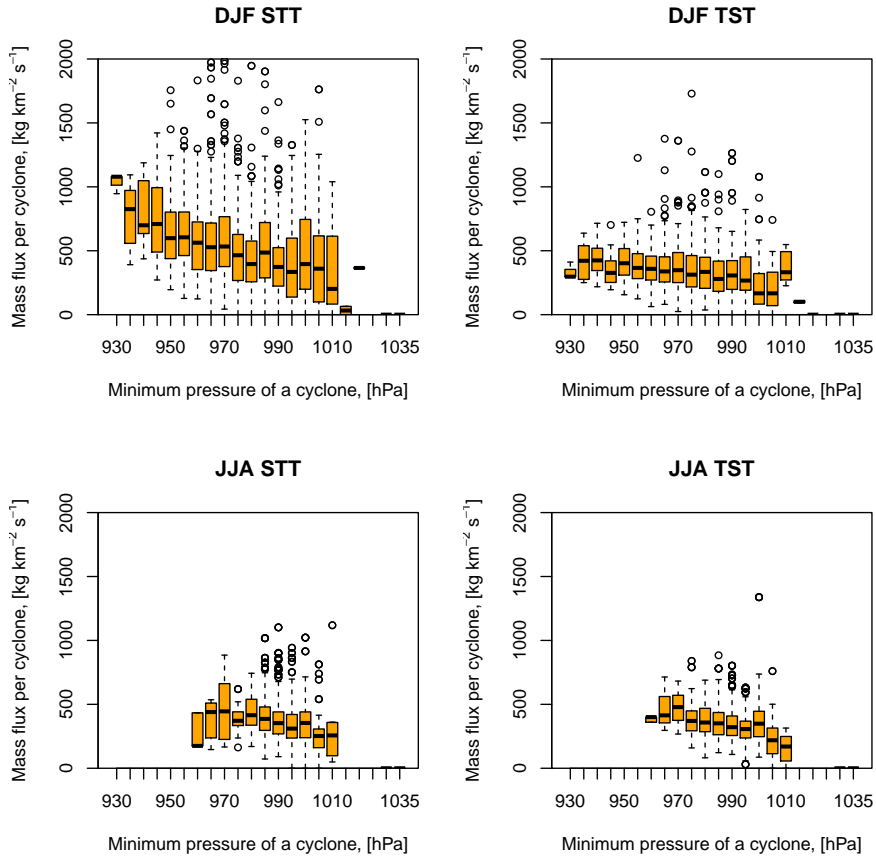 DJF STT
Mass flux per cyclone, [kg km⁻² s⁻¹]
2000
1500
1000
500
0
930 950 970 990 1010 1035
Minimum pressure of a cyclone, [hPa]
DJF TST
Mass flux per cyclone, [kg km⁻² s⁻¹]
2000
1500
1000
500
0
930 950 970 990 1010 1035
Minimum pressure of a cyclone, [hPa]
JJA STT
Mass flux per cyclone, [kg km⁻² s⁻¹]
2000
1500
1000
500
0
930 950 970 990 1010 1035
Minimum pressure of a cyclone, [hPa]
JJA TST
Mass flux per cyclone, [kg km⁻² s⁻¹]
2000
1500
1000
500
0
930 950 970 990 1010 1035
Minimum pressure of a cyclone, [hPa]